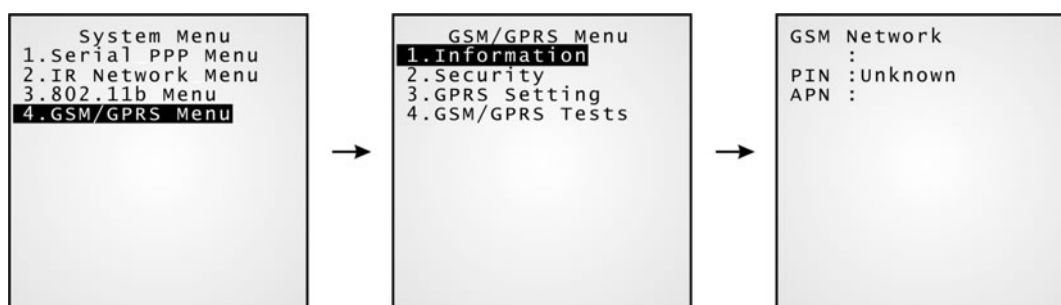 System Menu
1.Serial PPP Menu
2.IR Network Menu
3.802.11b Menu
4.GSM/GPRS Menu
GSM/GPRS Menu
1.Information
2.Security
3.GPRS Setting
4.GSM/GPRS Tests
GSM Network
:
PIN :Unknown
APN :